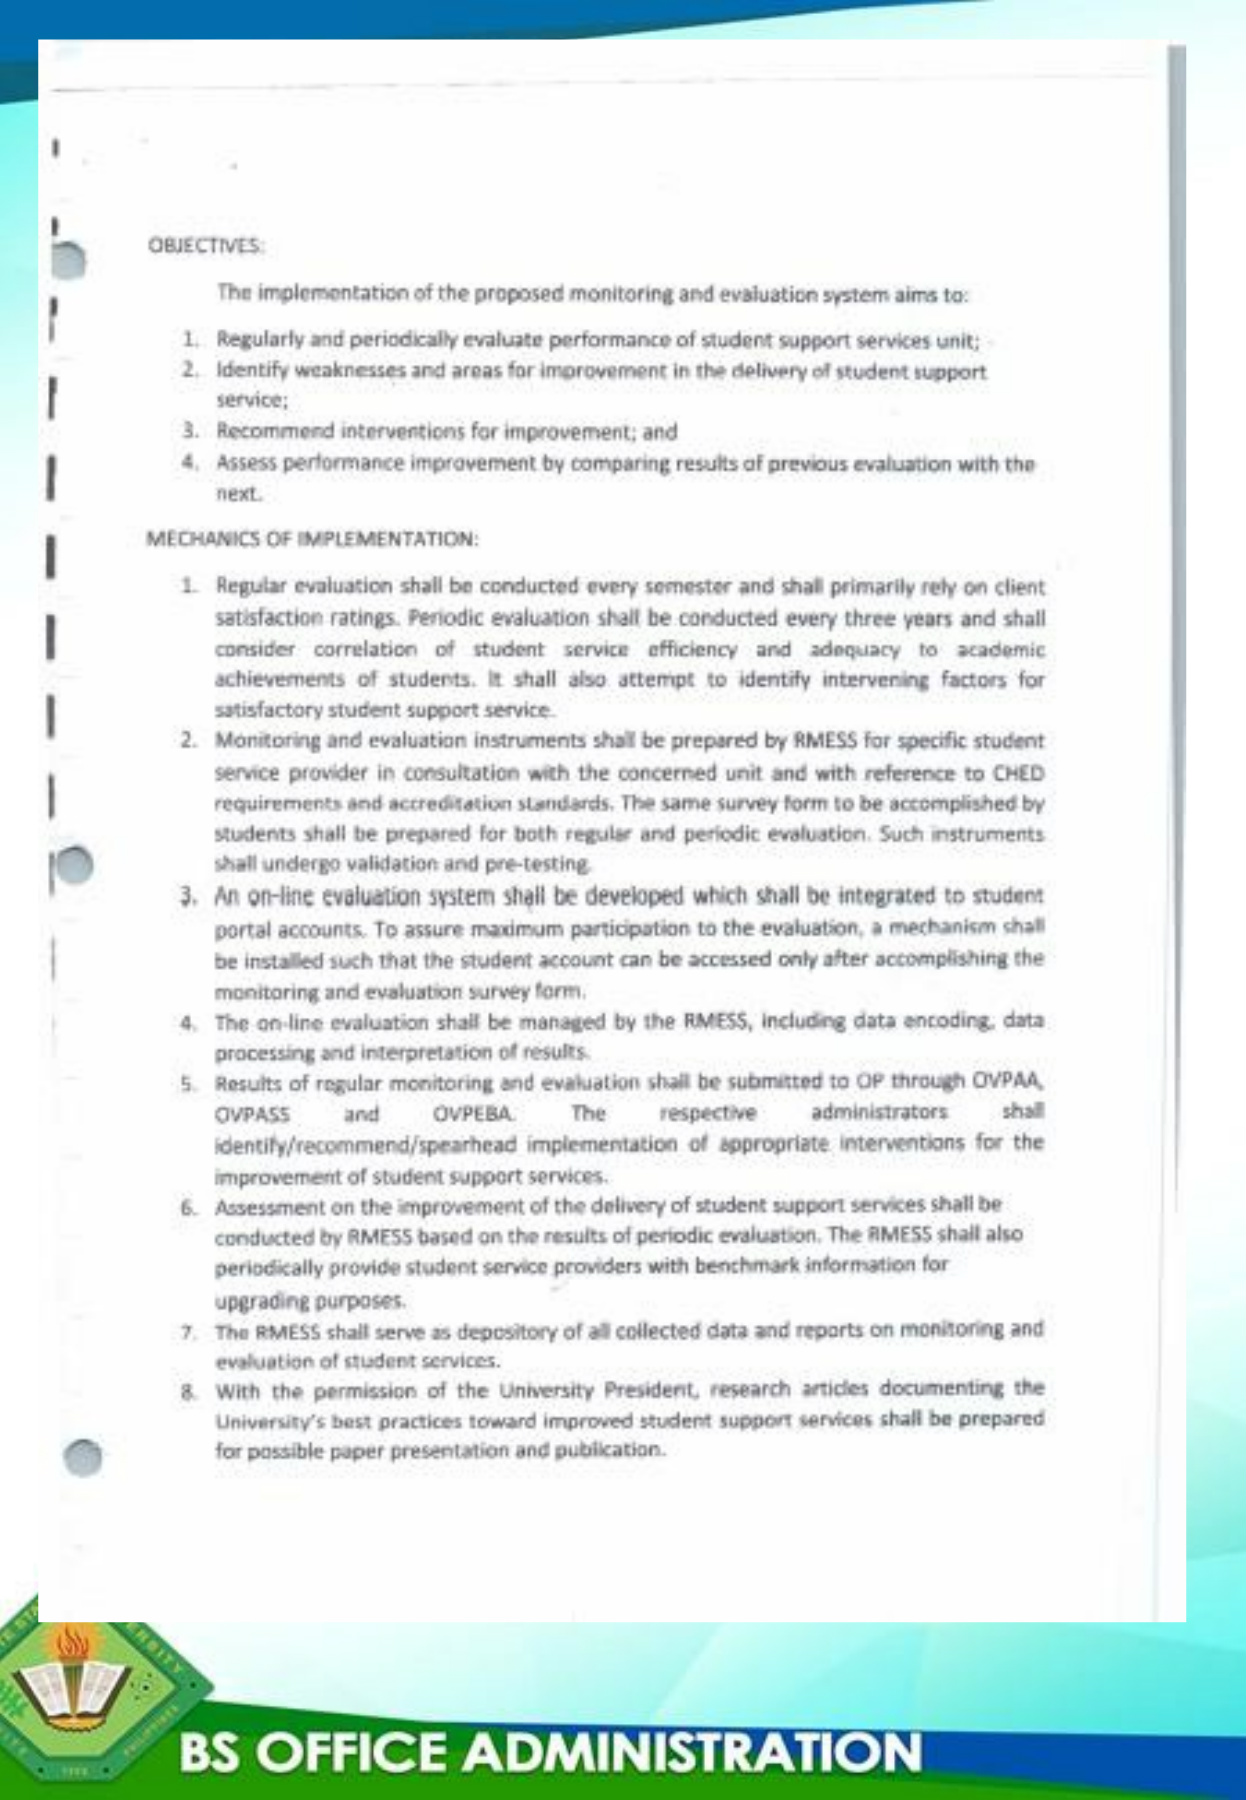 OBJECTIVES:
The implementation of the proposed monitoring and evaluation system aims to:
1. Regularly and periodically evaluate performance of student support services unit;
2. Identify weaknesses and areas for improvement in the delivery of student support
service;
3. Recommend interventions for improvement; and
4. Assess performance improvement by comparing results of previous evaluation with the
next.
MECHANICS OF IMPLEMENTATION:
1. Regular evaluation shall be conducted every semester and shall primarily rely on client
satisfaction ratings. Periodic evaluation shall be conducted every three years and shall
consider correlation of student service efficiency and adequacy to academic
achievements of students. It shall also attempt to identify intervening factors for
satisfactory student support service.
2. Monitoring and evaluation instruments shall be prepared by RMESS for specific student
service provider in consultation with the concerned unit and with reference to CHED
requirements and accreditation standards. The same survey form to be accomplished by
students shall be prepared for both regular and periodic evaluation. Such instruments
shall undergo validation and pre-testing.
3. An on-line evaluation system shall be developed which shall be integrated to student
portal accounts. To assure maximum participation to the evaluation, a mechanism shall
be installed such that the student account can be accessed only after accomplishing the
monitoring and evaluation survey form.
4. The on-line evaluation shall be managed by the RMESS, including data encoding, data
processing and interpretation of results.
5. Results of regular monitoring and evaluation shall be submitted to OP through OVPAA,
OVPASS and OVPEBA. The respective administrators shall
identify/recommend/spearhead implementation of appropriate interventions for the
improvement of student support services.
6. Assessment on the improvement of the delivery of student support services shall be
conducted by RMESS based on the results of periodic evaluation. The RMESS shall also
periodically provide student service providers with benchmark information for
upgrading purposes.
7. The RMESS shall serve as depository of all collected data and reports on monitoring and
evaluation of student services.
8. With the permission of the University President, research articles documenting the
University's best practices toward improved student support services shall be prepared
for possible paper presentation and publication.
BS OFFICE ADMINISTRATION